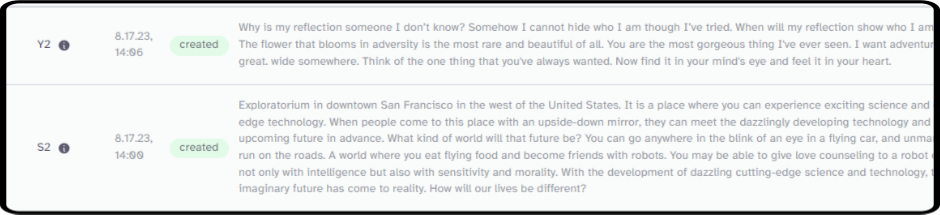 Y2
8.17.23,
14:06
created
Why is my reflection someone I don't know? Somehow I cannot hide who I am though I've tried. When will my reflection show who I am
The flower that blooms in adversity is the most rare and beautiful of all. You are the most gorgeous thing I've ever seen. I want adventur
great. wide somewhere. Think of the one thing that you've always wanted. Now find it in your mind's eye and feel it in your heart.
S2
8.17.23,
14:00
created
Exploratorium in downtown San Francisco in the west of the United States. It is a place where you can experience exciting science and
edge technology. When people come to this place with an upside-down mirror, they can meet the dazzlingly developing technology and
upcoming future in advance. What kind of world will that future be? You can go anywhere in the blink of an eye in a flying car, and unma
run on the roads. A world where you eat flying food and become friends with robots. You may be able to give love counseling to a robot
not only with intelligence but also with sensitivity and morality. With the development of dazzling cutting-edge science and technology,
imaginary future has come to reality. How will our lives be different?